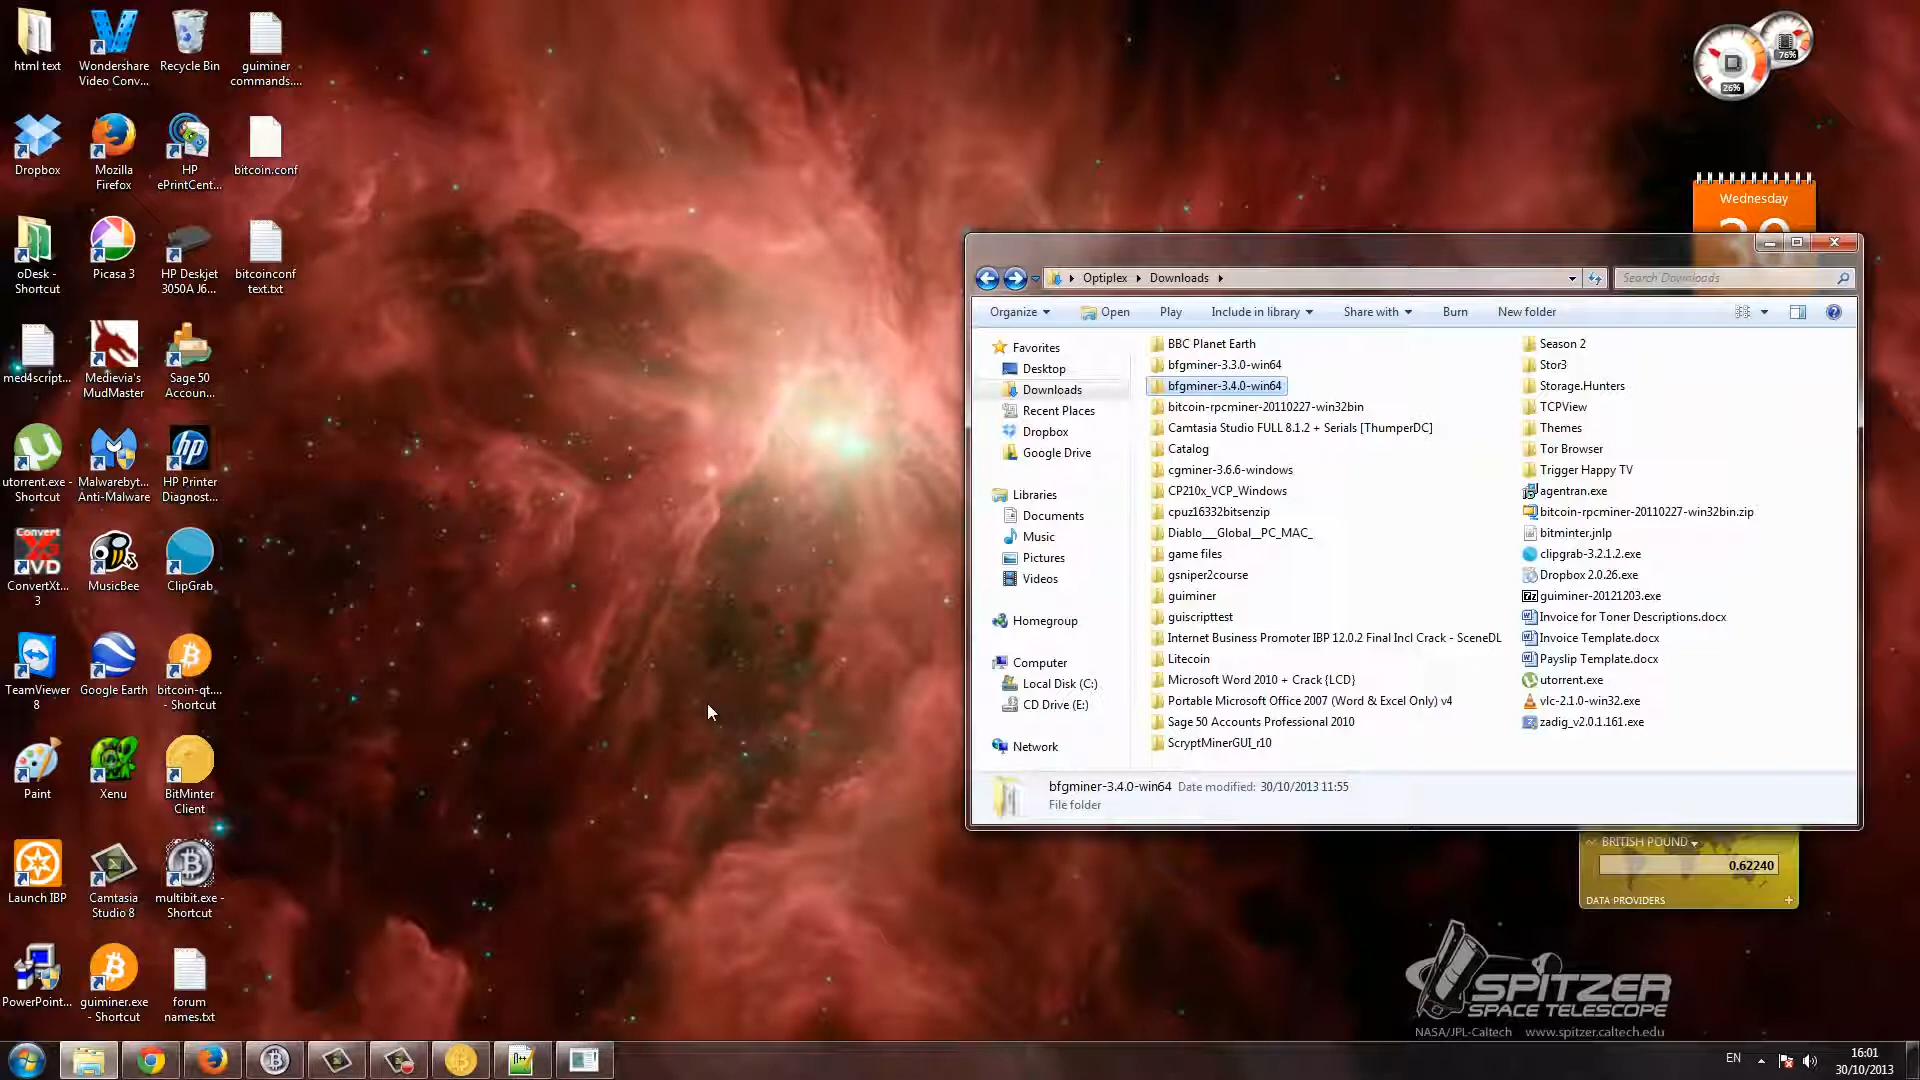 html text
Wondershare
Video Conv...
Recycle Bin
guiminer
commands....
Dropbox
Mozilla
Firefox
HP
ePrintCent...
bitcoin.conf
oDesk -
Shortcut
Picasa 3
HP Deskjet
3050A J6...
bitcoinconf
text.txt
med4script...
Medievia's
MudMaster
Sage 50
Accoun...
utorrent.exe -
Shortcut
Malwarebyt...
Anti-Malware
HP Printer
Diagnost...
ConvertXt...
3
MusicBee
ClipGrab
TeamViewer
8
Google Earth
bitcoin-qt....
- Shortcut
Paint
Xenu
BitMinter
Client
Launch IBP
Camtasia
Studio 8
multibit.exe -
Shortcut
PowerPoint...
guiminer.exe
- Shortcut
forum
names.txt
76%
26%
Wednesday
Optiplex
Downloads
Search Downloads
Organize
Open
Play
Include in library
Share with
Burn
New folder
Favorites
Desktop
Downloads
Recent Places
Dropbox
Google Drive
Libraries
Documents
Music
Pictures
Videos
Homegroup
Computer
Local Disk (C:)
CD Drive (E:)
Network
BBC Planet Earth
bfgminer-3.3.0-win64
bfgminer-3.4.0-win64
bitcoin-rpcminer-20110227-win32bin
Camtasia Studio FULL 8.1.2 + Serials [ThumperDC]
Catalog
cgminer-3.6.6-windows
CP210x_VCP_Windows
cpuz16332bitsenzip
Diablo___Global__PC_MAC_
game files
gsniper2course
guiminer
guiscripttest
Internet Business Promoter IBP 12.0.2 Final Incl Crack - SceneDL
Litecoin
Microsoft Word 2010 + Crack {LCD}
Portable Microsoft Office 2007 (Word & Excel Only) v4
Sage 50 Accounts Professional 2010
ScryptMinerGUI_r10
Season 2
Stor3
Storage.Hunters
TCPView
Themes
Tor Browser
Trigger Happy TV
agentran.exe
bitcoin-rpcminer-20110227-win32bin.zip
bitminter.jnlp
clipgrab-3.2.1.2.exe
Dropbox 2.0.26.exe
guiminer-20121203.exe
Invoice for Toner Descriptions.docx
Invoice Template.docx
Payslip Template.docx
utorrent.exe
vlc-2.1.0-win32.exe
zadig_v2.0.1.161.exe
bfgminer-3.4.0-win64 Date modified: 30/10/2013 11:55
File folder
BRITISH POUND
0.62240
DATA PROVIDERS
SPITZER
SPACE TELESCOPE
NASA/JPL-Caltech www.spitzer.caltech.edu
EN
16:01
30/10/2013